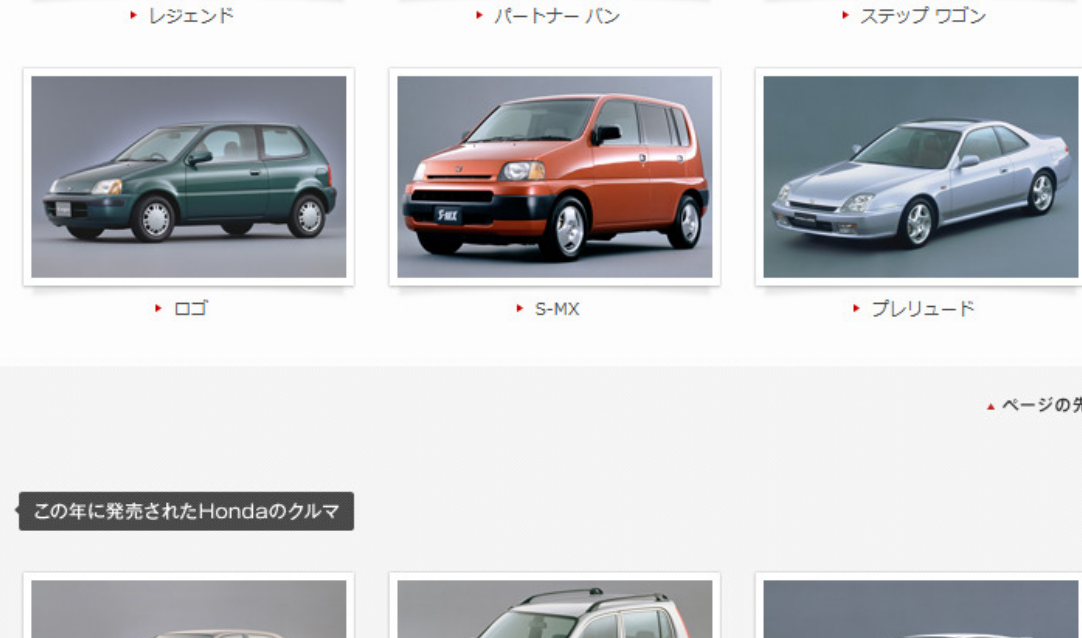 レジェンド
パートナー バン
ステップ ワゴン
S-MX
ロゴ
S-MX
プレリュード
ページの先
この年に発売されたHondaのクルマ